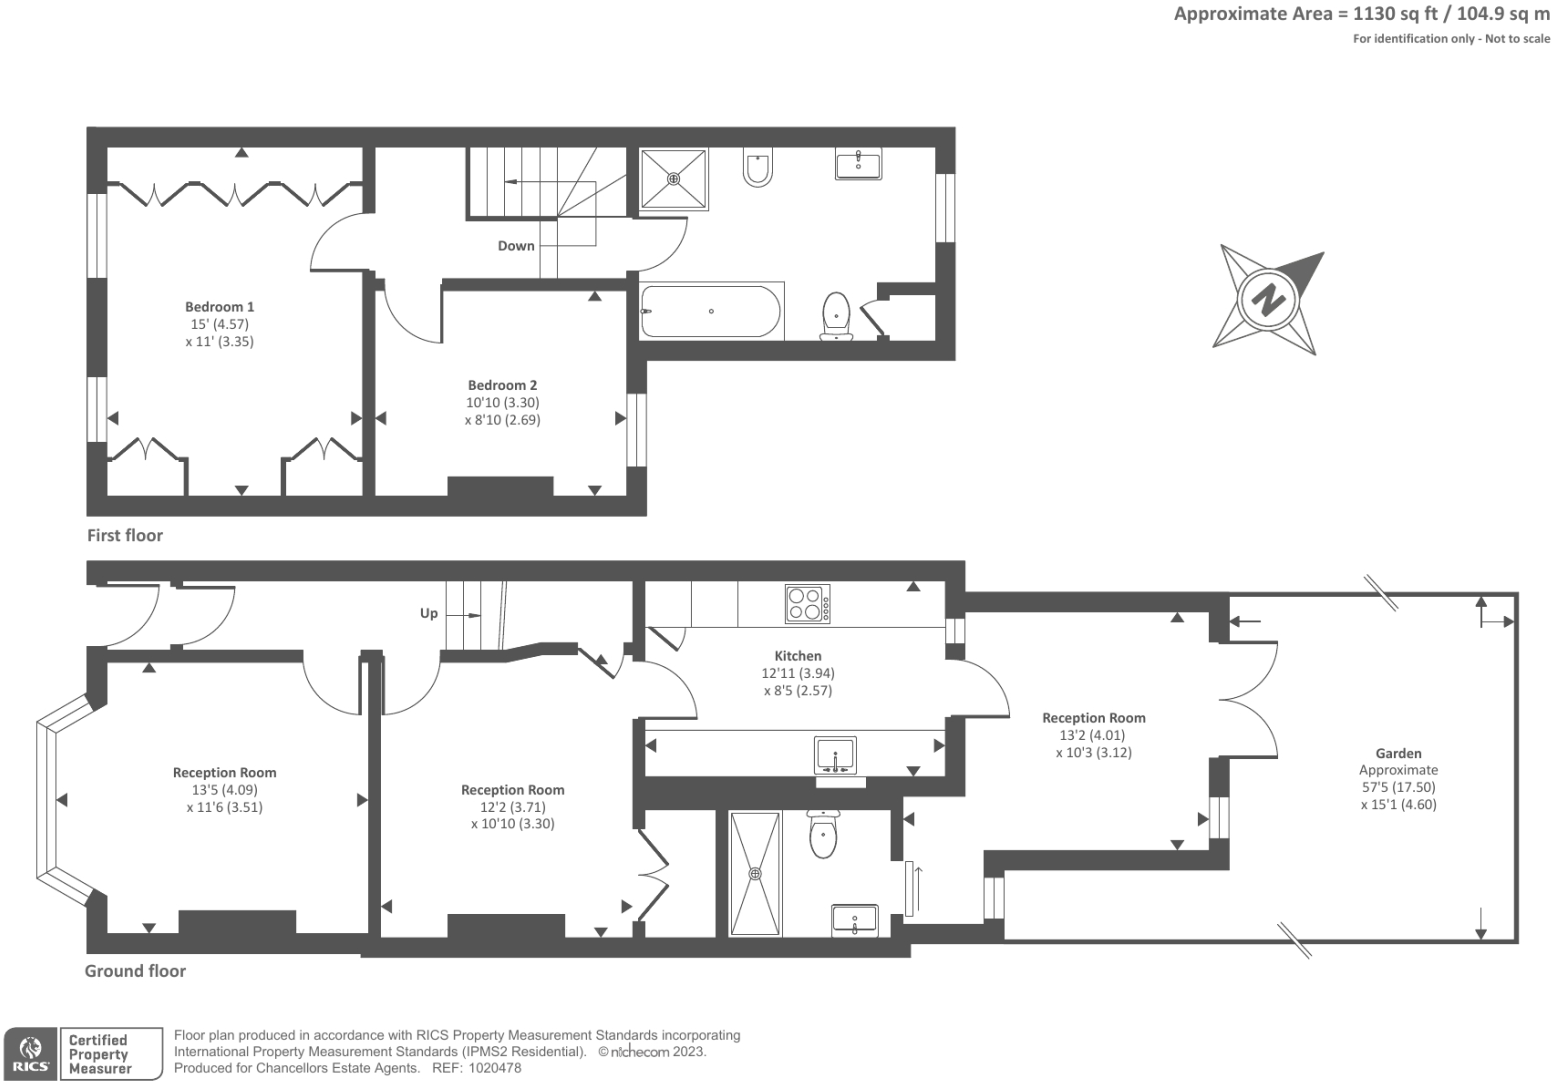 Approximate Area = 1130 sq ft / 104.9 sq m
For identification only - Not to scale
Down
Bedroom 1
15' (4.57)
x 11' (3.35)
Bedroom 2
10'10 (3.30)
x 8'10 (2.69)
N
First floor
Up
Kitchen
12'11 (3.94)
x 8'5 (2.57)
Reception Room
13'2 (4.01)
x 10'3 (3.12)
Garden
Approximate
57'5 (17.50)
x 15'1 (4.60)
Reception Room
13'5 (4.09)
x 11'6 (3.51)
Reception Room
12'2 (3.71)
x 10'10 (3.30)
Ground floor
RICS
Certified
Property
Measurer
Floor plan produced in accordance with RICS Property Measurement Standards incorporating
International Property Measurement Standards (IPMS2 Residential). © nichecom 2023.
Produced for Chancellors Estate Agents. REF: 1020478